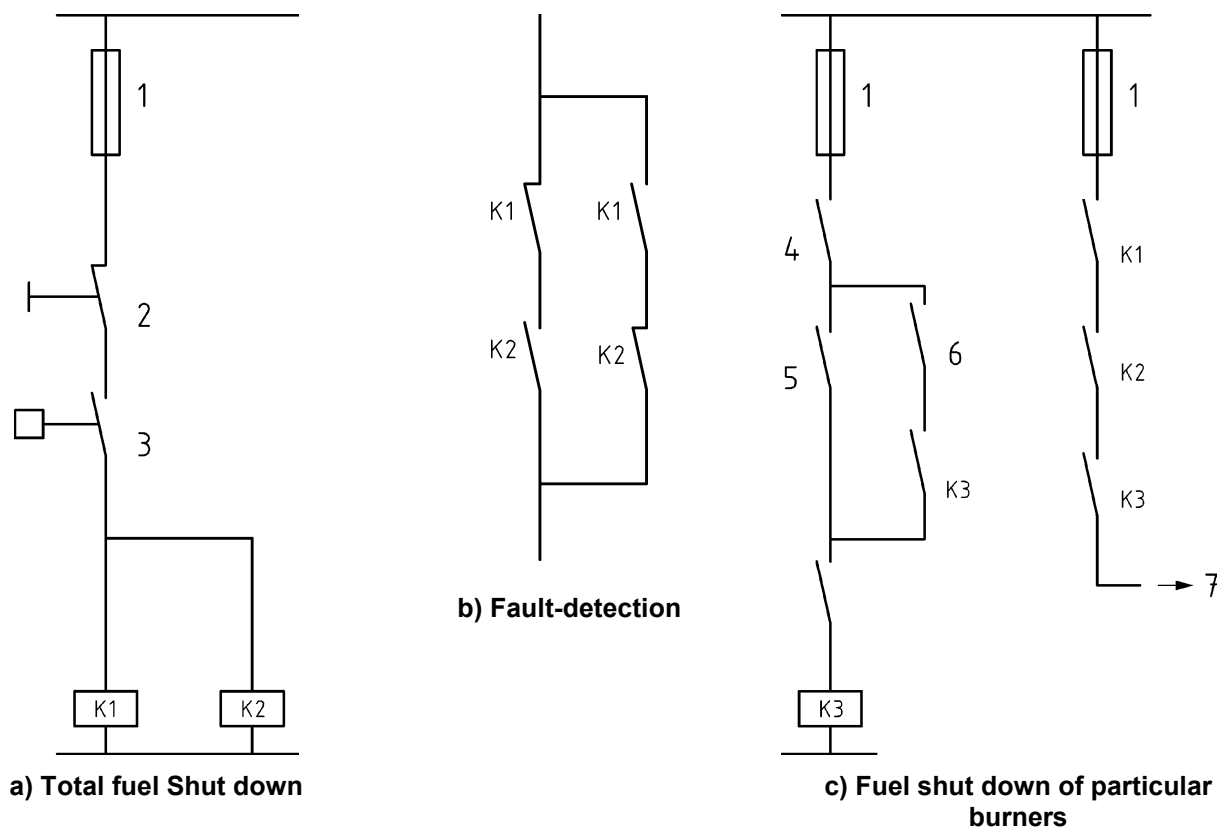 1
2
3
K1
K2
a) Total fuel Shut down
K1
K1
K2
K2
b) Fault-detection
1
1
4
K1
6
5
K2
K3
K3
7
K3
c) Fuel shut down of particular
burners